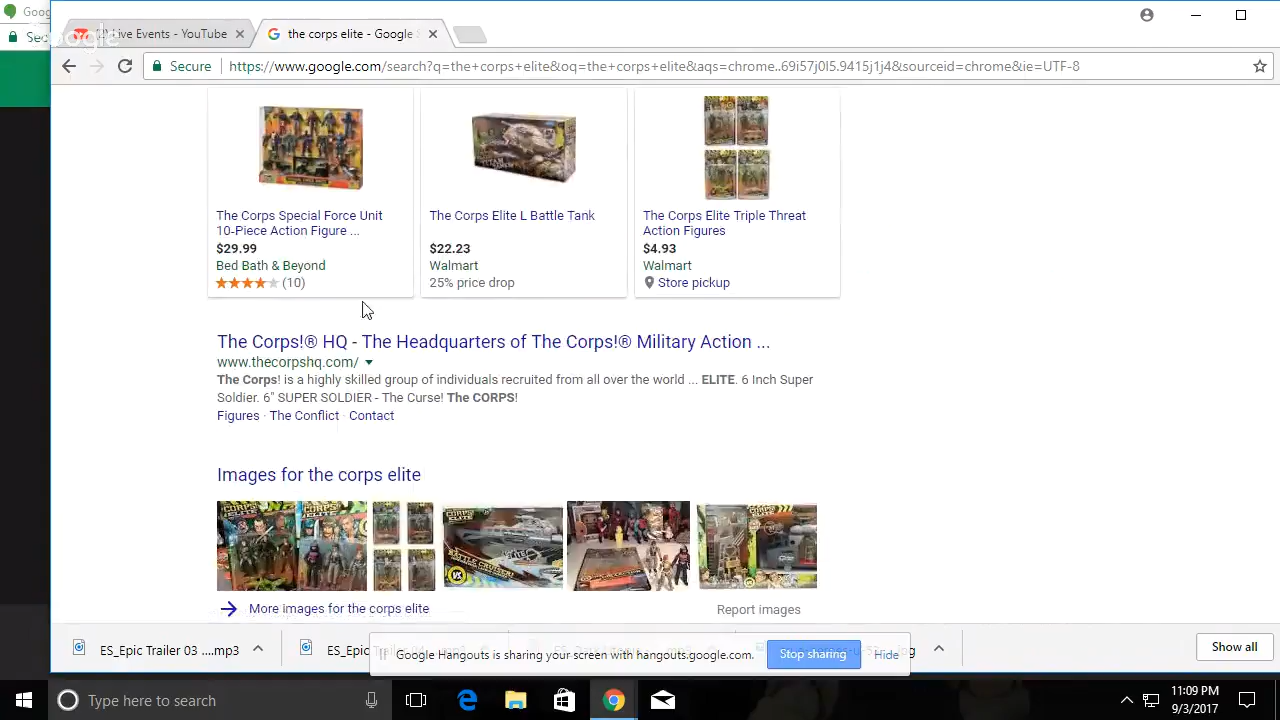 Goog
Live Events - YouTube
the corps elite - Google S
Google
Sec
Secure
https://www.google.com/search?q=the+corps+elite&oq=the+corps+elite&aqs=chrome..69i57j0l5.9415j1j4&sourceid=chrome&ie=UTF-8
The Corps Special Force Unit
10-Piece Action Figure ...
$29.99
Bed Bath & Beyond
(10)
The Corps Elite L Battle Tank
$22.23
Walmart
25% price drop
The Corps Elite Triple Threat
Action Figures
$4.93
Walmart
Store pickup
The Corps!® HQ - The Headquarters of The Corps!® Military Action ...
www.thecorpshq.com/
The Corps! is a highly skilled group of individuals recruited from all over the world ... ELITE. 6 Inch Super
Soldier. 6" SUPER SOLDIER - The Curse! The CORPS!
Figures · The Conflict · Contact
Images for the corps elite
BATTLE CRUISER!
VS
More images for the corps elite
Report images
ES_Epic Trailer 03 ....mp3
Google Hangouts is sharing your screen with hangouts.google.com.
Stop sharing
Hide
Show all
Type here to search
11:09 PM
9/3/2017